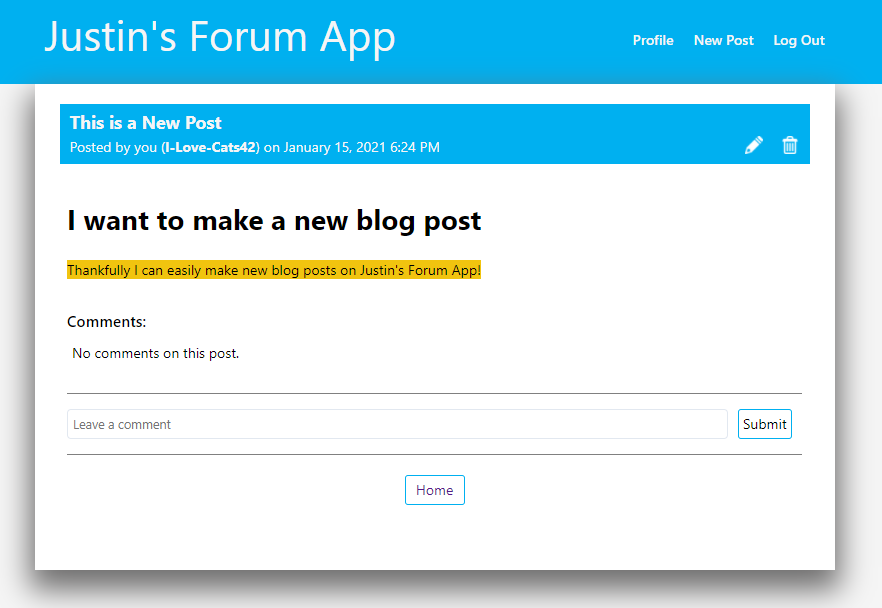 Justin's Forum App
Profile New Post Log Out
This is a New Post
Posted by you (I-Love-Cats42) on January 15, 2021 6:24 PM
I want to make a new blog post
Thankfully I can easily make new blog posts on Justin's Forum App!
Comments:
No comments on this post.
Leave a comment Submit
Home